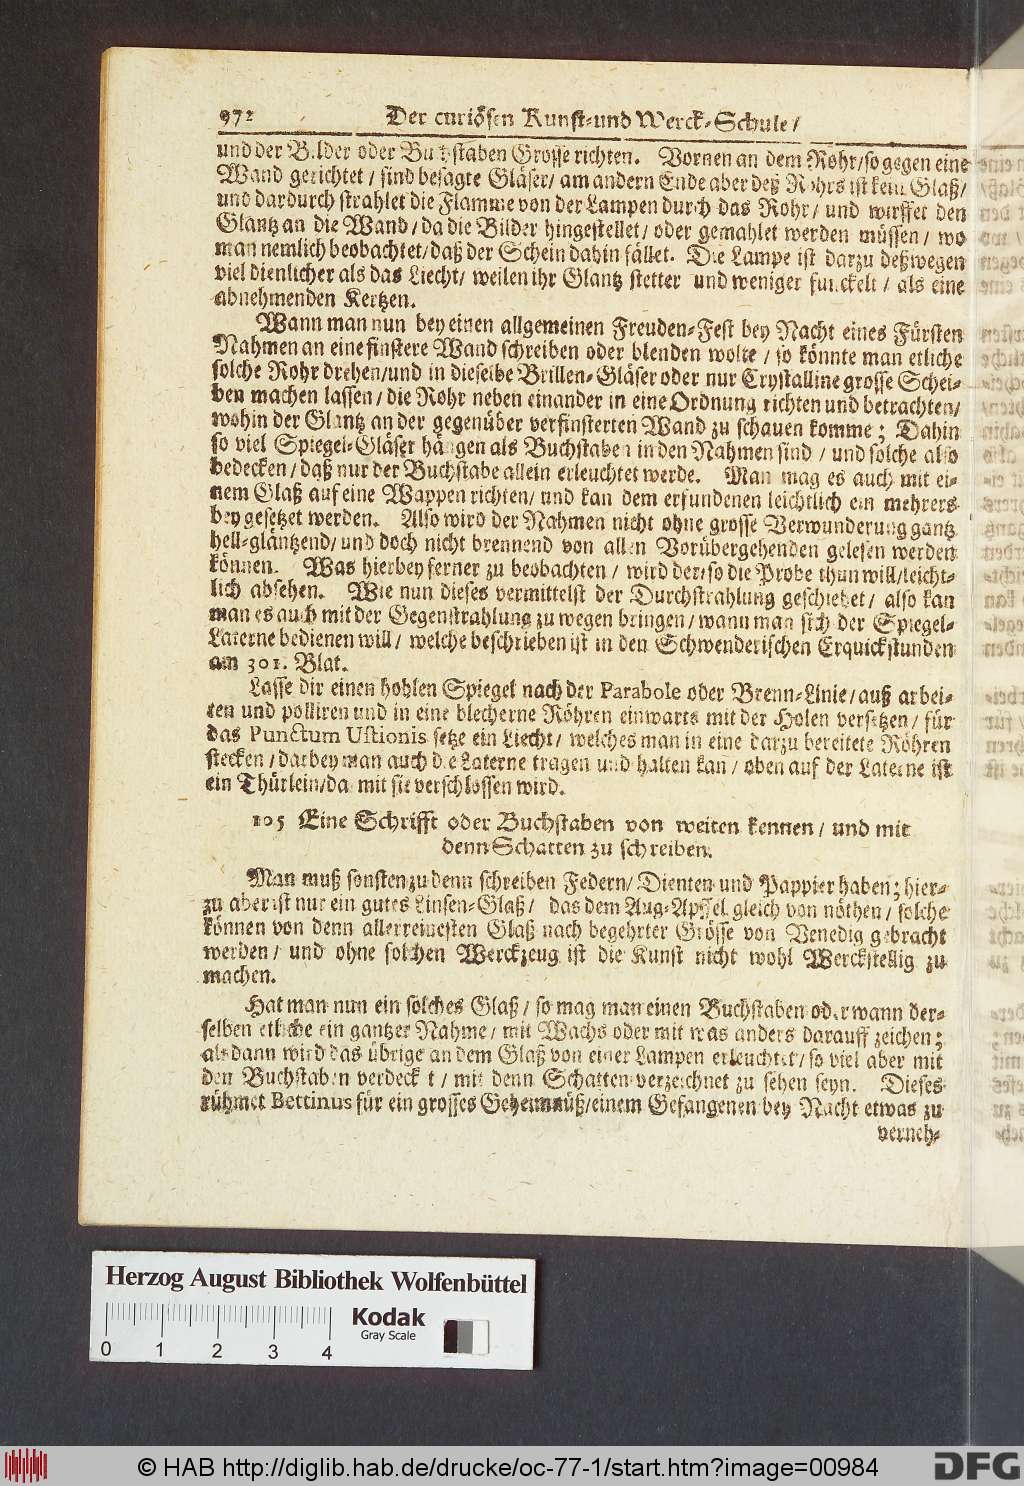 972 Der curiösen Kunst-und Werck-Schule/
und der Bilder oder Buchstaben Grosse richten. Vornen an dem Rohr/so gegen eine
Wand gerichtet / sind besagte Gläser/ am andern Ende aber deß Rohrs ist kein Glaß/
und dardurch strahlet die Flamme von der Lampen durch das Rohr/ und wirffet den
Glantz an die Wand/ da die Bilder hingestellet/ oder gemahlet werden müssen / wo
man nemlich beobachtet/daß der Schein dahin fället. Die Lampe ist darzu deßwegen
viel dienlicher als das Liecht/ weilen ihr Glantz stetter und weniger funckelt / als eine
abnehmenden Kertzen.
Wann man nun bey einen allgemeinen Freuden-Fest bey Nacht eines Fürsten
Nahmen an eine finstere Wand schreiben oder blenden wolte / so könnte man etliche
solche Rohr drehen/und in dieselbe Brillen-Gläser oder nur Crystalline grosse Schei-
ben machen lassen/ die Rohr neben einander in eine Ordnung richten und betrachten/
wohin der Glantz an der gegenüber verfinsterten Wand zu schauen komme; Dahin
so viel Spiegel-Gläser hängen als Buchstaben in den Nahmen sind / und solche also
bedecken/ daß nur der Buchstabe allein erleuchtet werde. Man mag es auch mit ei-
nem Glaß auf eine Wappen richten/ und kan dem erfundenen leichtlich ein mehrers
beygesetzet werden. Also wird der Nahmen nicht ohne grosse Verwunderung gantz
hell-gläntzend/ und doch nicht brennend von allen Vorübergehenden gelesen werden
können. Was hierbey ferner zu beobachten / wird der/so die Probe thun will/leicht-
lich absehen. Wie nun dieses vermittelst der Durchstrahlung geschiehet/ also kan
man es auch mit der Gegenstrahlung zu wegen bringen/ wann man sich der Spiegel-
Laterne bedienen will/ welche beschrieben ist in den Schwenderischen Erquickstunden
am 301. Blat.
Lasse dir einen hohlen Spiegel nach der Parabole oder Brenn-Linie/ auß arbei-
ten und polliren und in eine blecherne Röhren einwarts mit der Holen versetzen/ für
das Punctum Ustionis setze ein Liecht/ welches man in eine darzu bereitete Röhren
stecken / darbey man auch die Laterne tragen und halten kan/ oben auf der Laterne ist
ein Thürlein/da mit sie verschlossen wird.
105 Eine Schrifft oder Buchstaben von weiten kennen/ und mit
denn Schatten zu schreiben.
Man muß sonsten zu denn schreiben Federn/ Dienten und Pappier haben; hier-
zu aber ist nur ein gutes Linsen-Glaß/ das dem Aug-Apffel gleich von nöthen/ solche
können von denn allerreinesten Glaß nach begehrter Grösse von Venedig gebracht
werden/ und ohne solchen Werckzeug ist die Kunst nicht wohl Werckstellig zu
machen.
Hat man nun ein solches Glaß/ so mag man einen Buchstaben oder wann der-
selben etliche ein gantzer Nahme/ mit Wachs oder mit was anders darauff zeichen;
alsdann wird das übrige an dem Glaß von einer Lampen erleuchtet/ so viel aber mit
den Buchstaben verdeckt/ mit denn Schatten verzeichnet zu sehen seyn. Dieses
rühmet Bettinus für ein grosses Geheimnüß/einem Gefangenen bey Nacht etwas zu
verneh-
Herzog August Bibliothek Wolfenbüttel
Kodak
Gray Scale
0 1 2 3 4
© HAB http://diglib.hab.de/drucke/oc-77-1/start.htm?image=00984
DFG